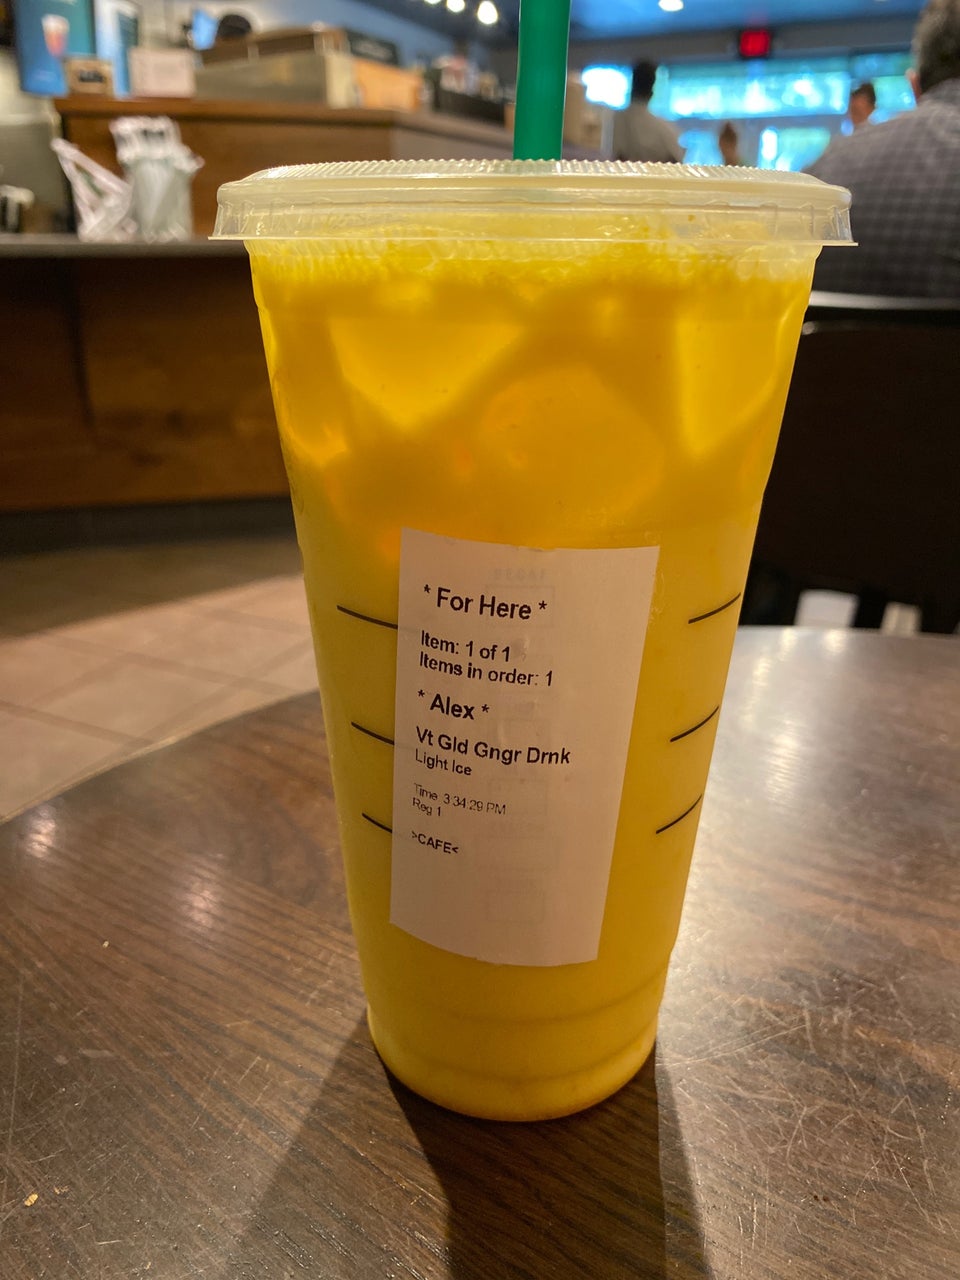 * For Here *
Item: 1 of 1
Items in order: 1
* Alex *
Vt Gld Gngr Drnk
Light Ice
Time: 3:34:29 PM
Reg 1
>CAFE<